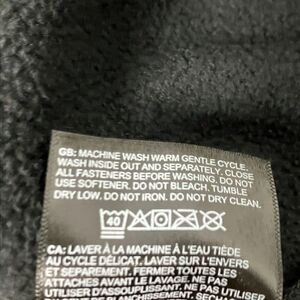 GB: MACHINE WASH WARM GENTLE CYCLE.
WASH INSIDE OUT AND SEPARATELY. CLOSE
ALL FASTENERS BEFORE WASHING. DO NOT
USE SOFTENER. DO NOT BLEACH. TUMBLE
DRY LOW. DO NOT IRON. DO NOT DRY CLEAN.
40
CA: LAVER À LA MACHINE À L'EAU TIÈDE
AU CYCLE DÉLICAT. LAVER SUR L'ENVERS
ET SEPAREMENT. FERMER TOUTES LES
ATTACHES AVANT LE LAVAGE. NE PAS
UTILISER D'ASSOUPLISSANT. NE PAS